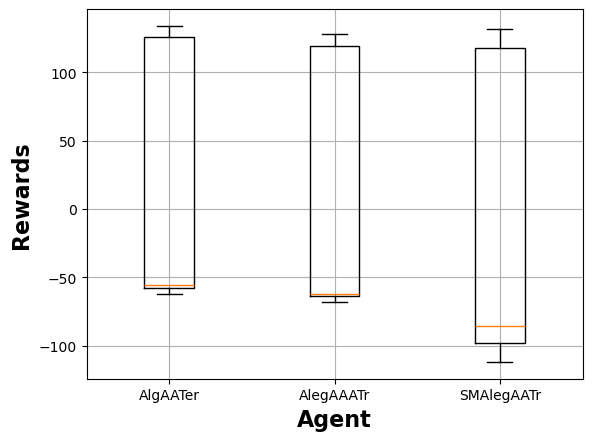 Rewards
100
50
0
−50
−100
AlgAATer
AlegAAATr
SMAlegAATr
Agent